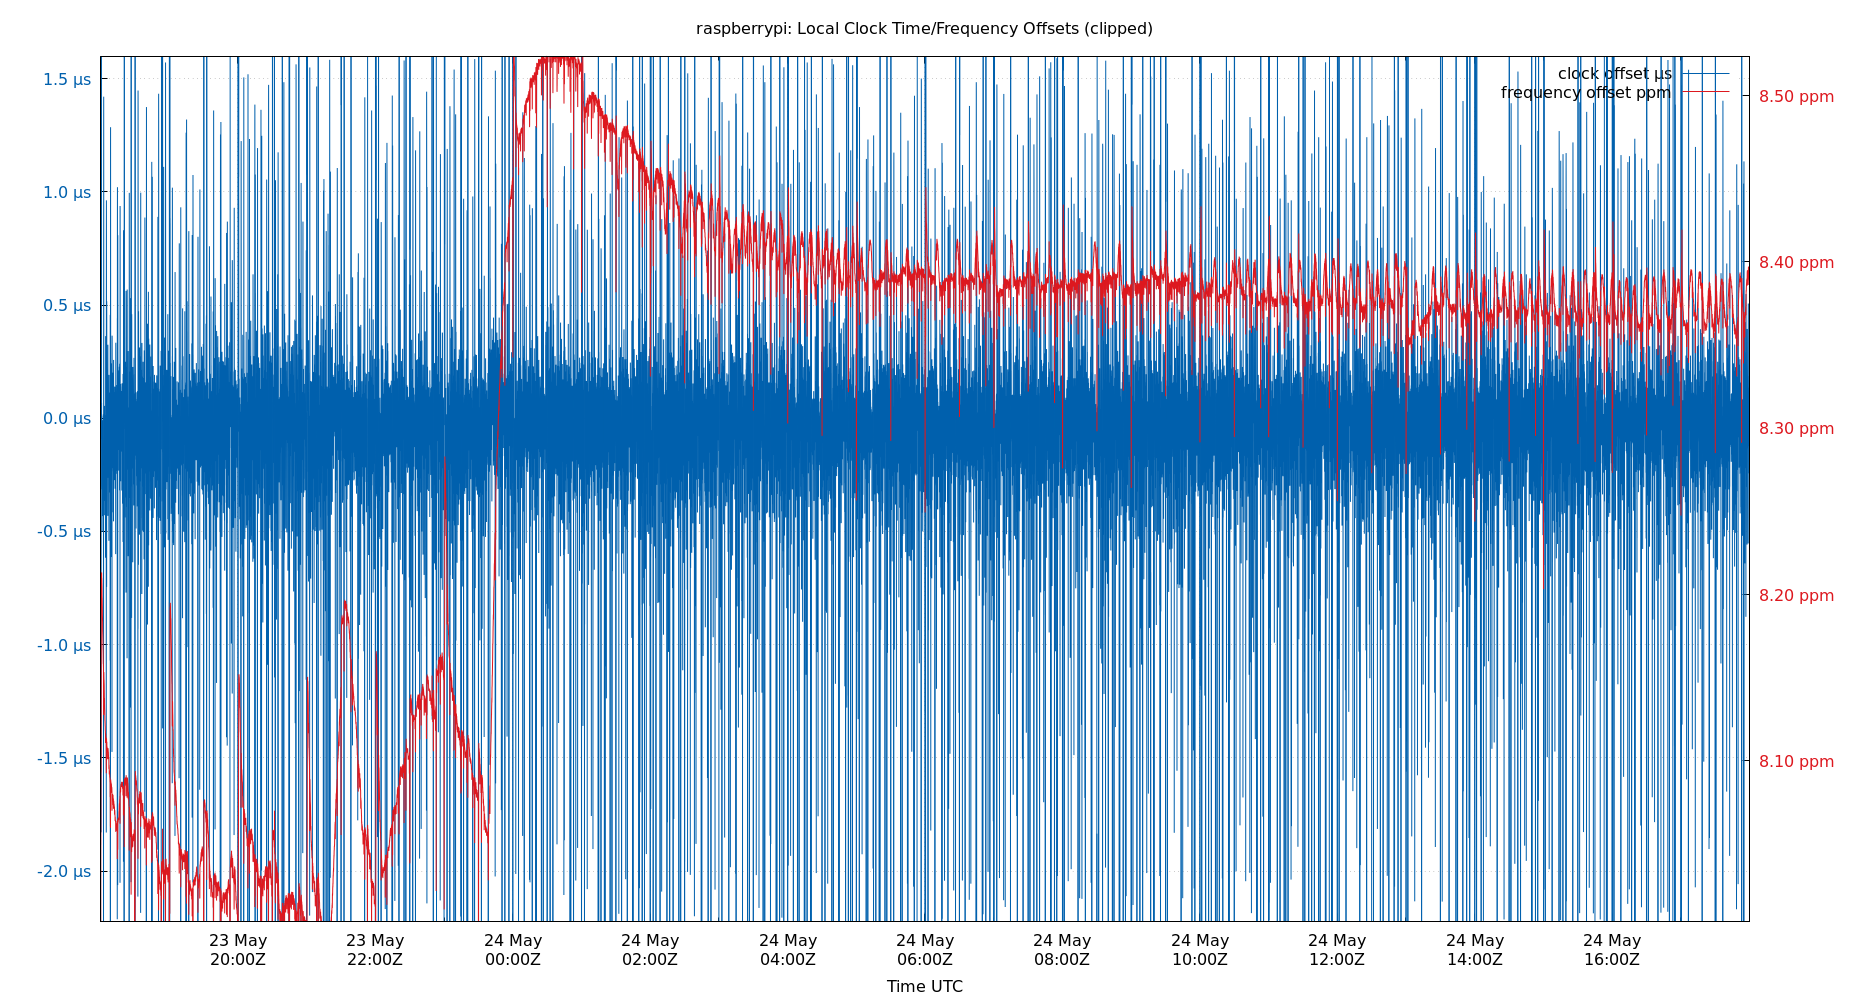 raspberrypi: Local Clock Time/Frequency Offsets (clipped)
clock offset µs
frequency offset ppm
1.5 µs
1.0 µs
0.5 µs
0.0 µs
-0.5 µs
-1.0 µs
-1.5 µs
-2.0 µs
8.50 ppm
8.40 ppm
8.30 ppm
8.20 ppm
8.10 ppm
23 May
20:00Z
23 May
22:00Z
24 May
00:00Z
24 May
02:00Z
24 May
04:00Z
24 May
06:00Z
24 May
08:00Z
24 May
10:00Z
24 May
12:00Z
24 May
14:00Z
24 May
16:00Z
Time UTC